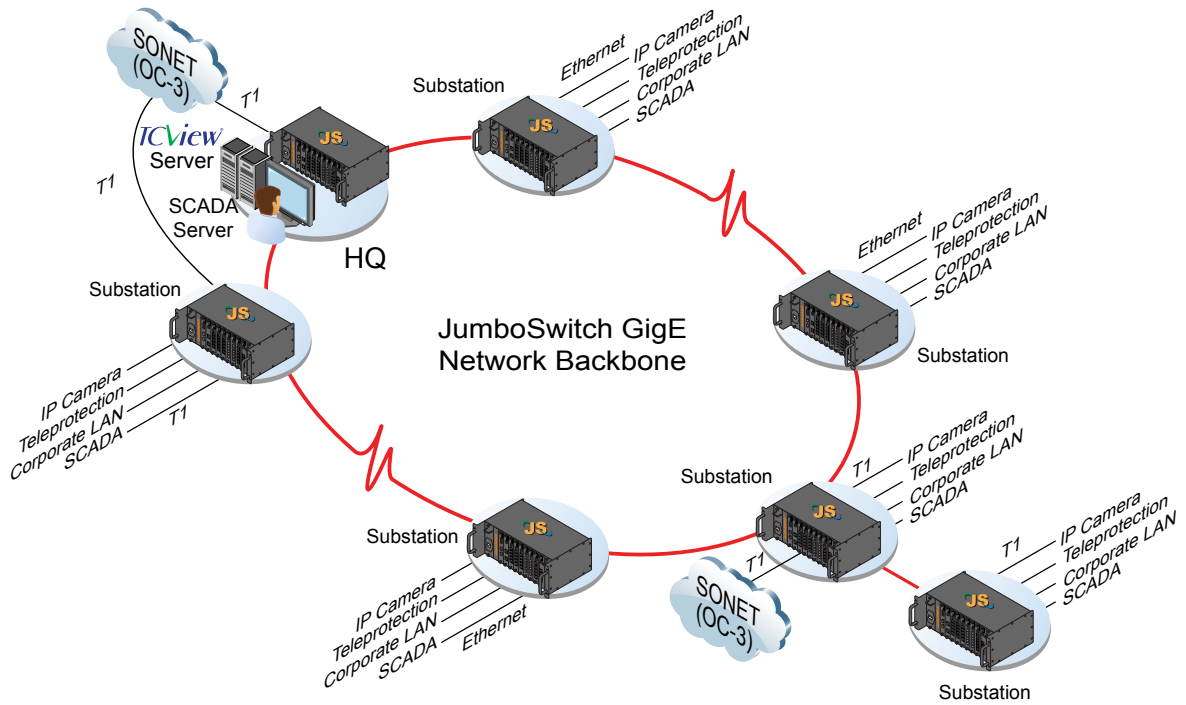 SONET
(OC-3)
T1
TCView®
Server
T1
SCADA
Server
HQ
JS
Substation
JS
Ethernet
IP Camera
Teleprotection
Corporate LAN
SCADA
Ethernet
IP Camera
Teleprotection
Corporate LAN
SCADA
JS
Substation
Substation
JS
IP Camera
Teleprotection
Corporate LAN
SCADA
T1
JumboSwitch GigE
Network Backbone
Substation
JS
T1
IP Camera
Teleprotection
Corporate LAN
SCADA
T1
SONET
(OC-3)
Substation
JS
IP Camera
Teleprotection
Corporate LAN
SCADA
Ethernet
T1
IP Camera
Teleprotection
Corporate LAN
SCADA
JS
Substation